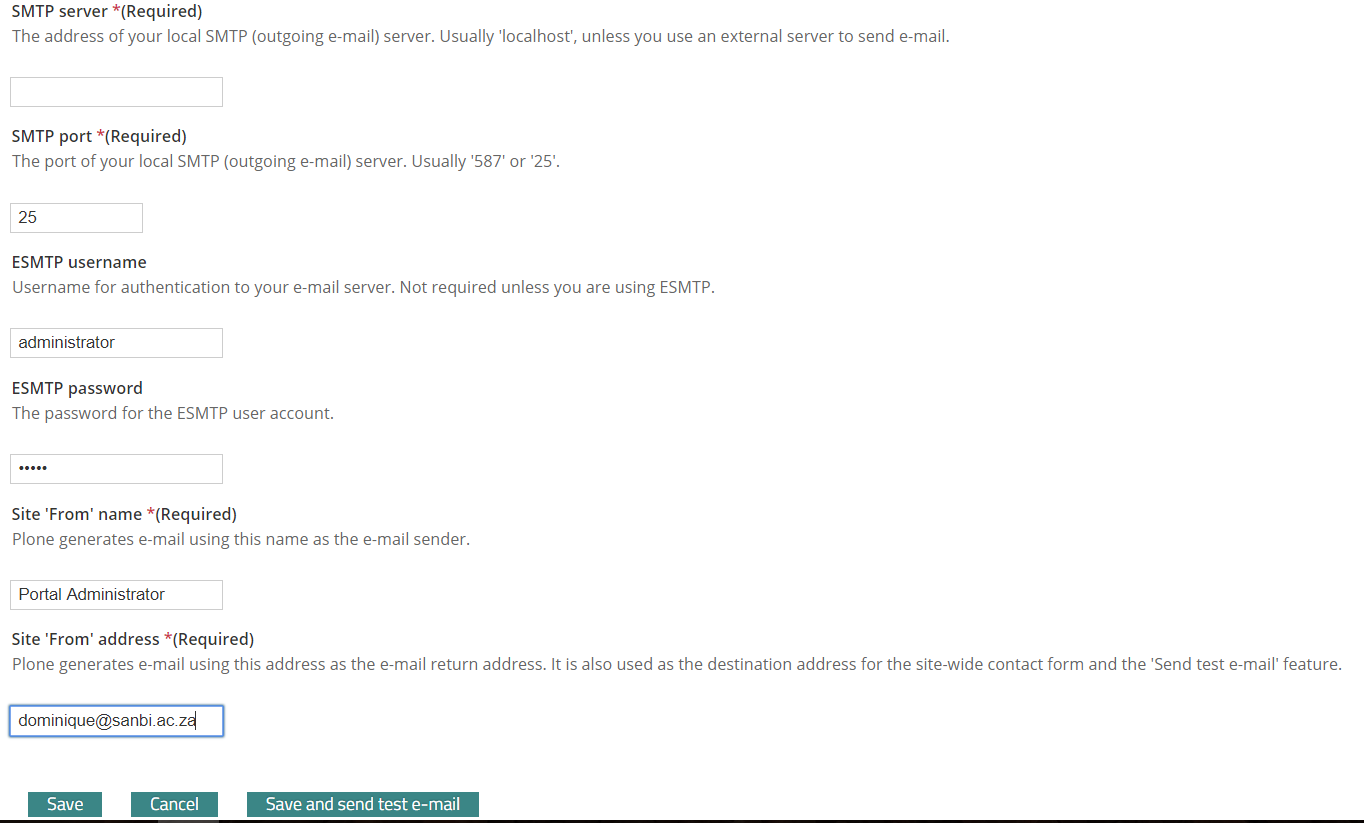 SMTP server *(Required)
The address of your local SMTP (outgoing e-mail) server. Usually 'localhost', unless you use an external server to send e-mail.
SMTP port *(Required)
The port of your local SMTP (outgoing e-mail) server. Usually '587' or '25'.
25
ESMTP username
Username for authentication to your e-mail server. Not required unless you are using ESMTP.
administrator
ESMTP password
The password for the ESMTP user account.
•••••
Site 'From' name *(Required)
Plone generates e-mail using this name as the e-mail sender.
Portal Administrator
Site 'From' address *(Required)
Plone generates e-mail using this address as the e-mail return address. It is also used as the destination address for the site-wide contact form and the 'Send test e-mail' feature.
dominique@sanbi.ac.za
Save Cancel Save and send test e-mail